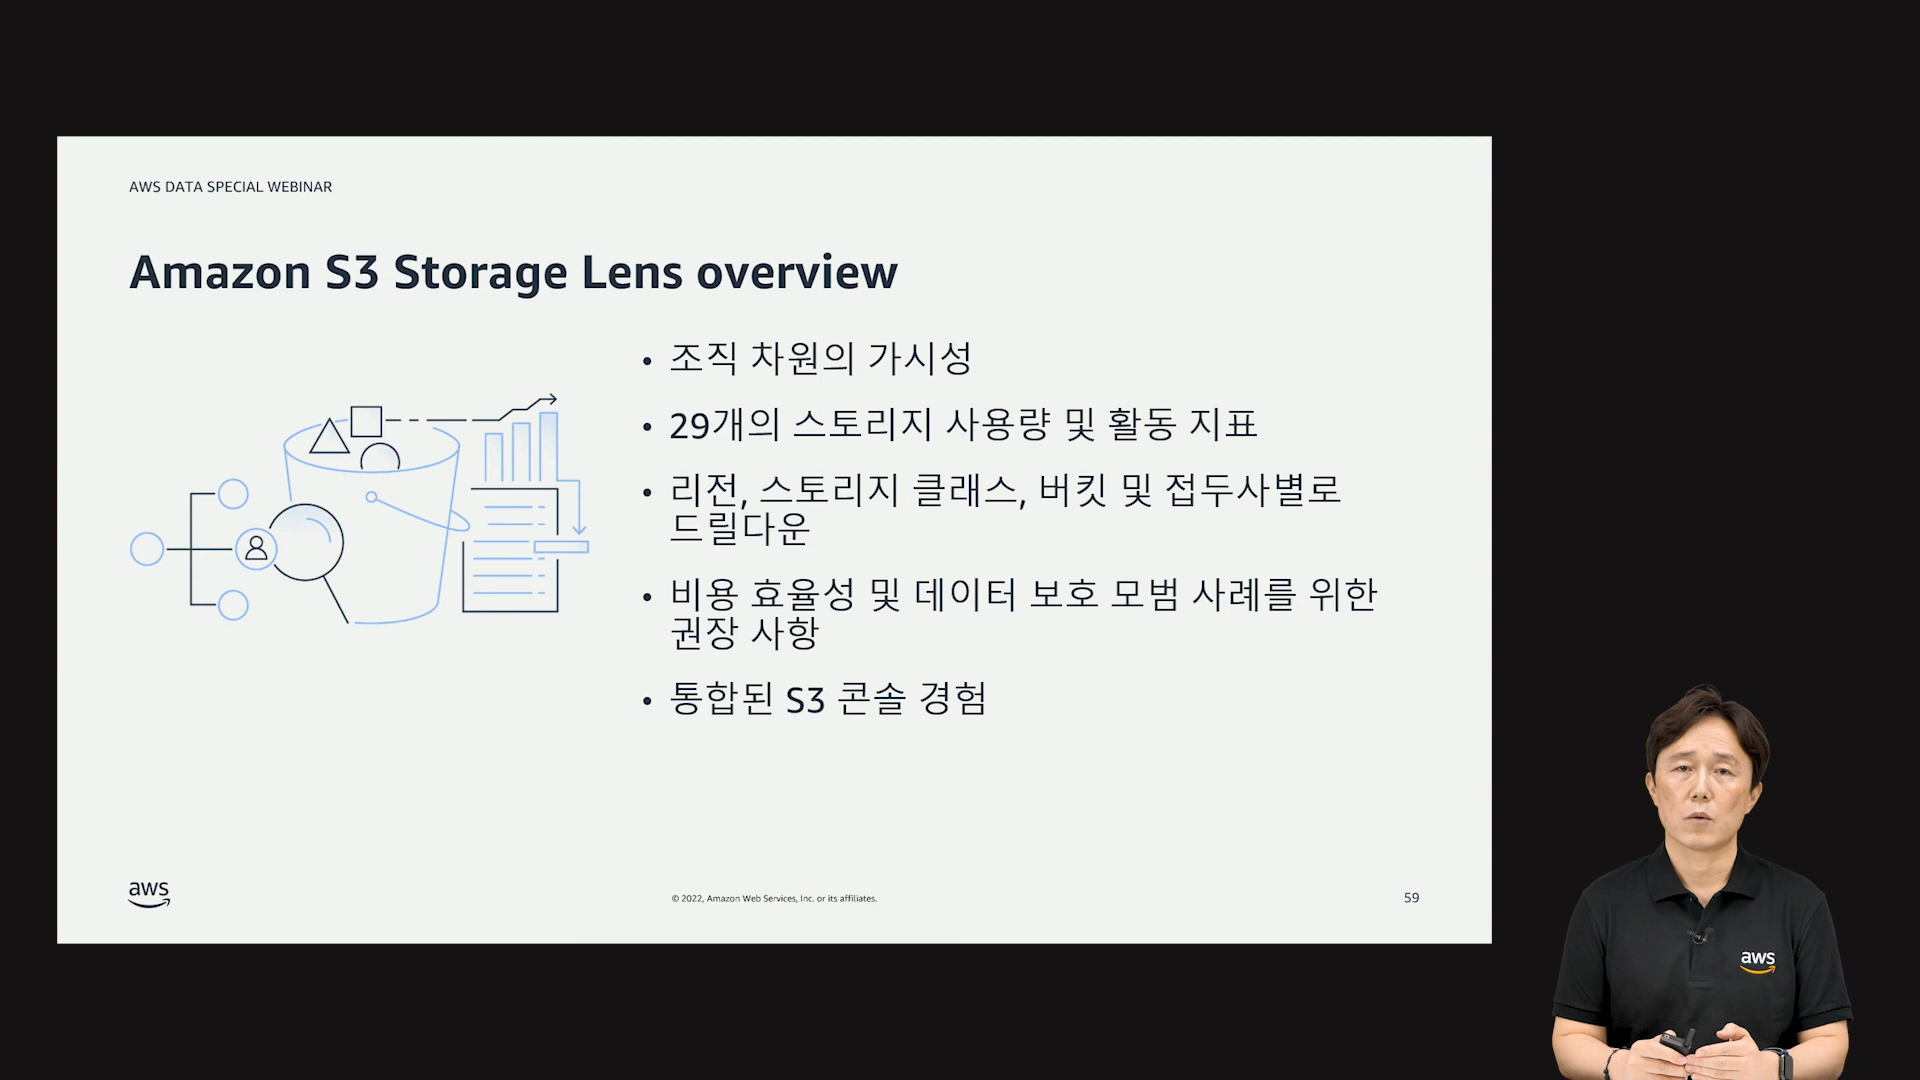 AWS DATA SPECIAL WEBINAR
Amazon S3 Storage Lens overview
• 조직 차원의 가시성
• 29개의 스토리지 사용량 및 활동 지표
• 리전, 스토리지 클래스, 버킷 및 접두사별로
드릴다운
• 비용 효율성 및 데이터 보호 모범 사례를 위한
권장 사항
• 통합된 S3 콘솔 경험
aws
© 2022, Amazon Web Services, Inc. or its affiliates.
59
aws